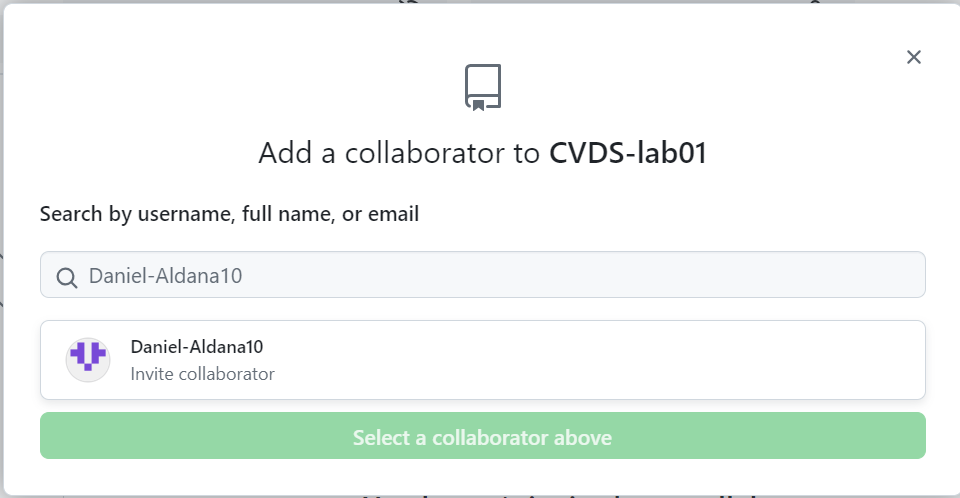 Add a collaborator to CVDS-lab01
Search by username, full name, or email
Daniel-Aldana10
Daniel-Aldana10
Invite collaborator
Select a collaborator above